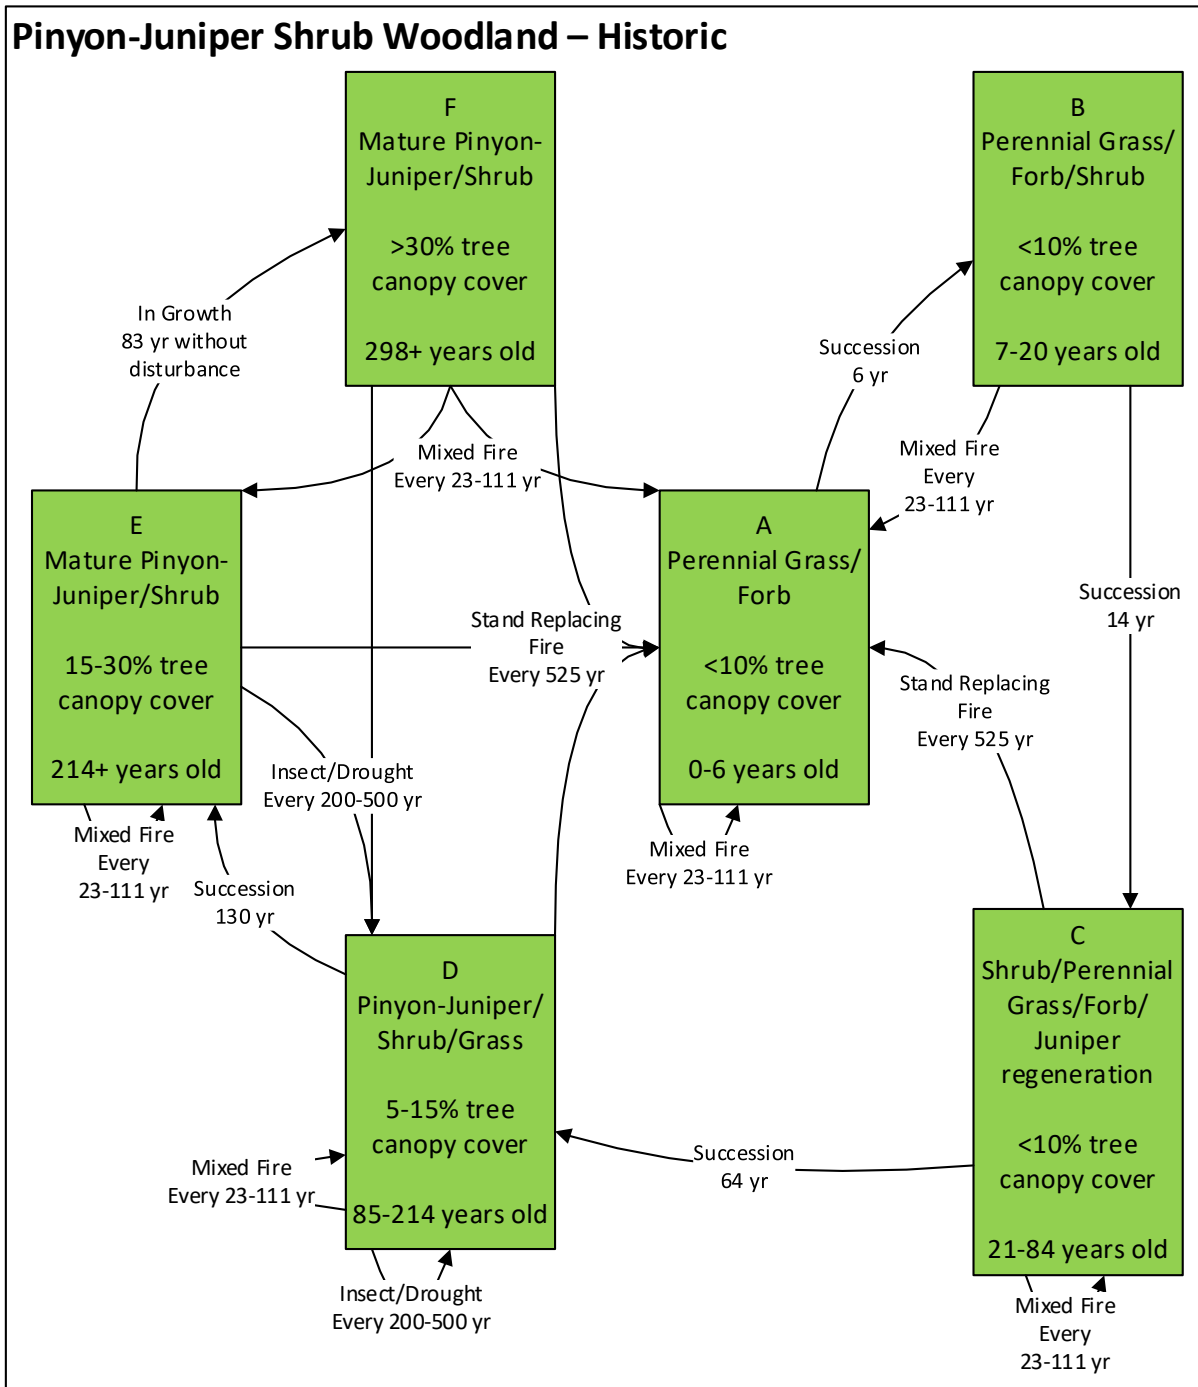 Pinyon-Juniper Shrub Woodland – Historic
F
Mature Pinyon-
Juniper/Shrub
>30% tree
canopy cover
298+ years old
B
Perennial Grass/
Forb/Shrub
<10% tree
canopy cover
7-20 years old
In Growth
83 yr without
disturbance
Succession
6 yr
Mixed Fire
Every 23-111 yr
Mixed Fire
Every
23-111 yr
E
Mature Pinyon-
Juniper/Shrub
15-30% tree
canopy cover
214+ years old
A
Perennial Grass/
Forb
<10% tree
canopy cover
0-6 years old
Stand Replacing
Fire
Every 525 yr
Succession
14 yr
Stand Replacing
Fire
Every 525 yr
Insect/Drought
Every 200-500 yr
Mixed Fire
Every
23-111 yr
Mixed Fire
Every 23-111 yr
Succession
130 yr
D
Pinyon-Juniper/
Shrub/Grass
5-15% tree
canopy cover
85-214 years old
C
Shrub/Perennial
Grass/Forb/
Juniper
regeneration
<10% tree
canopy cover
21-84 years old
Succession
64 yr
Mixed Fire
Every 23-111 yr
Insect/Drought
Every 200-500 yr
Mixed Fire
Every
23-111 yr